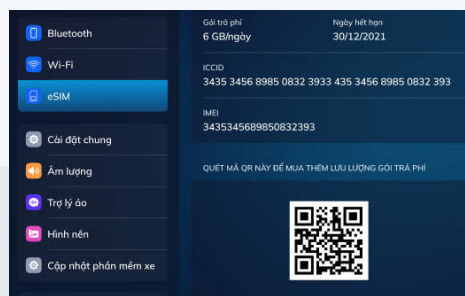 Bluetooth
Wi-Fi
eSIM
Cài đặt chung
Âm lượng
Trợ lý ảo
Hình nền
Cập nhật phần mềm xe
Gói trả phí
Ngày hết hạn
6 GB/ngày
30/12/2021
ICCID
3435 3456 8985 0832 3933 435 3456 8985 0832 393
IMEI
3435345689850832393
QUÉT MÃ QR NÀY ĐỂ MUA THÊM LƯU LƯỢNG GÓI TRẢ PHÍ